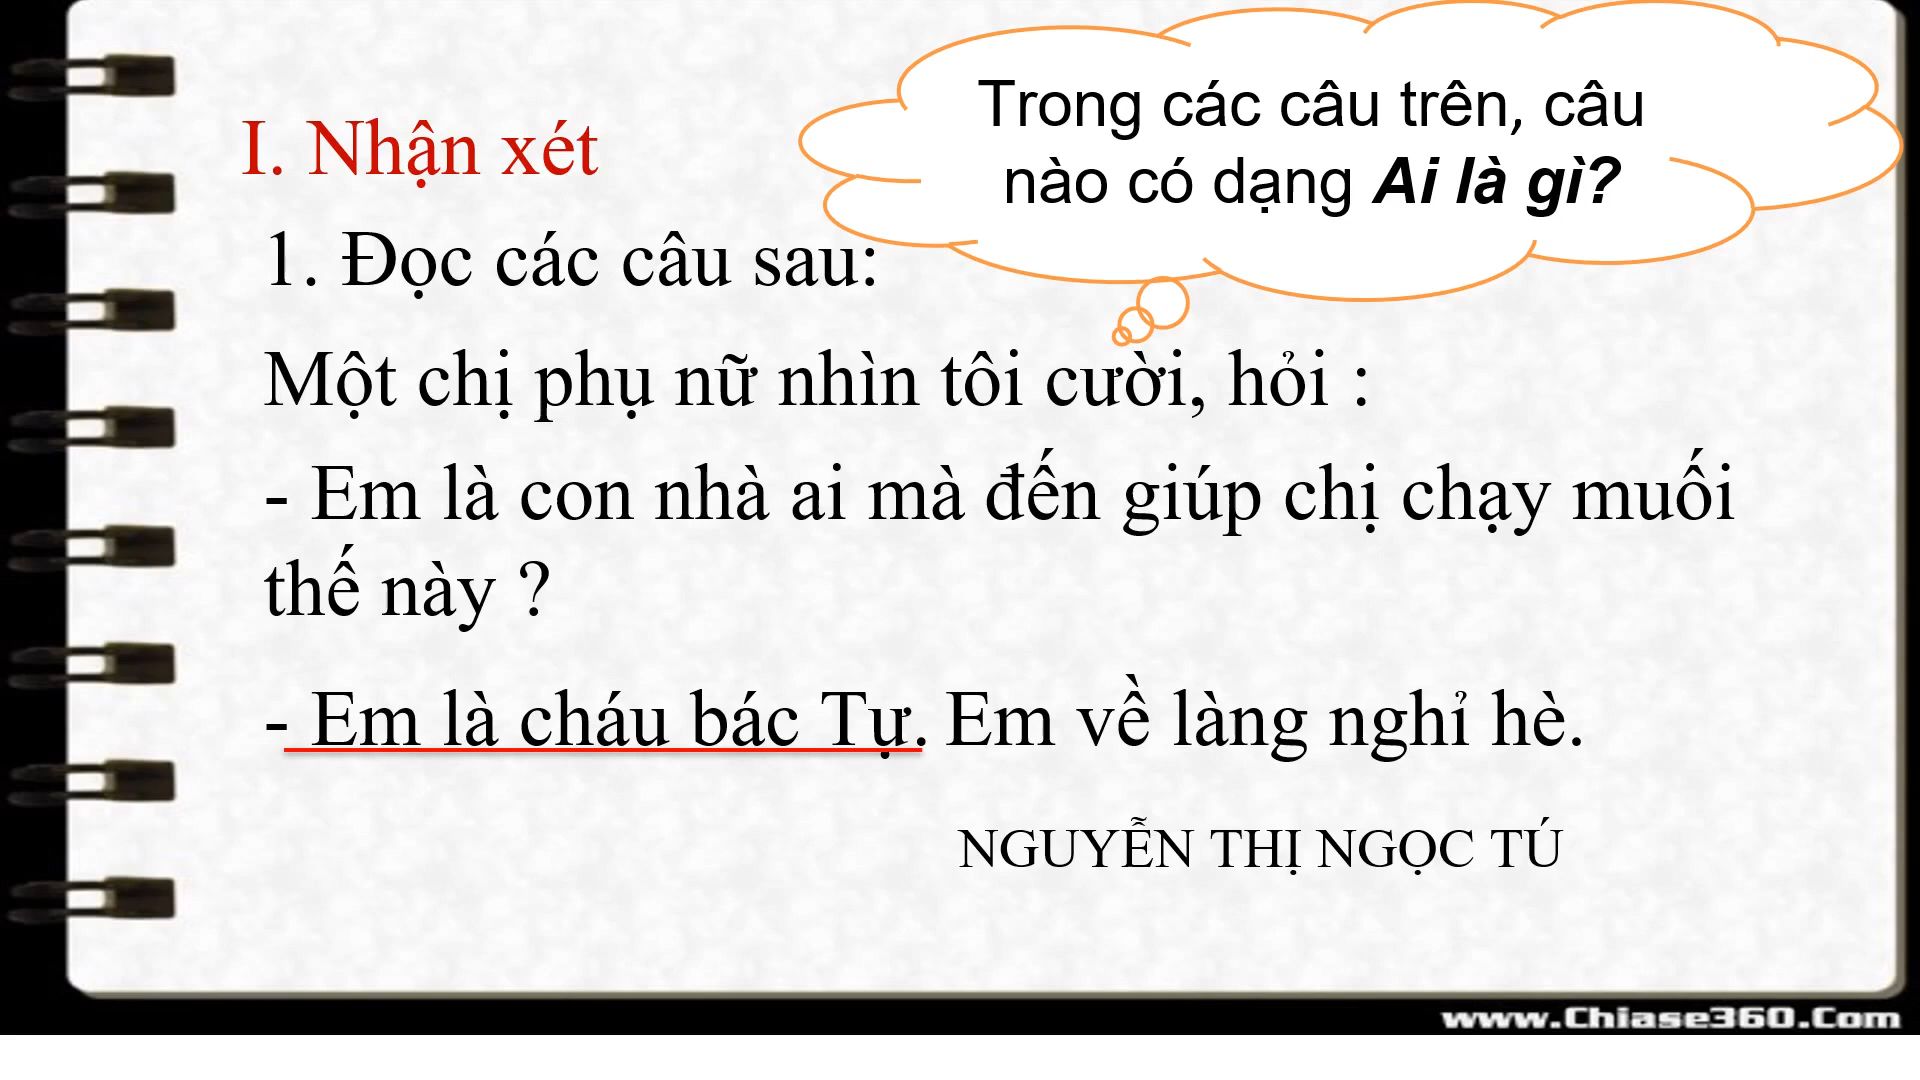 Trong các câu trên, câu
nào có dạng Ai là gì?
I. Nhận xét
1. Đọc các câu sau:
Một chị phụ nữ nhìn tôi cười, hỏi :
- Em là con nhà ai mà đến giúp chị chạy muối
thế này ?
- Em là cháu bác Tự. Em về làng nghỉ hè.
NGUYỄN THỊ NGỌC TÚ
www.Chiase360.Com